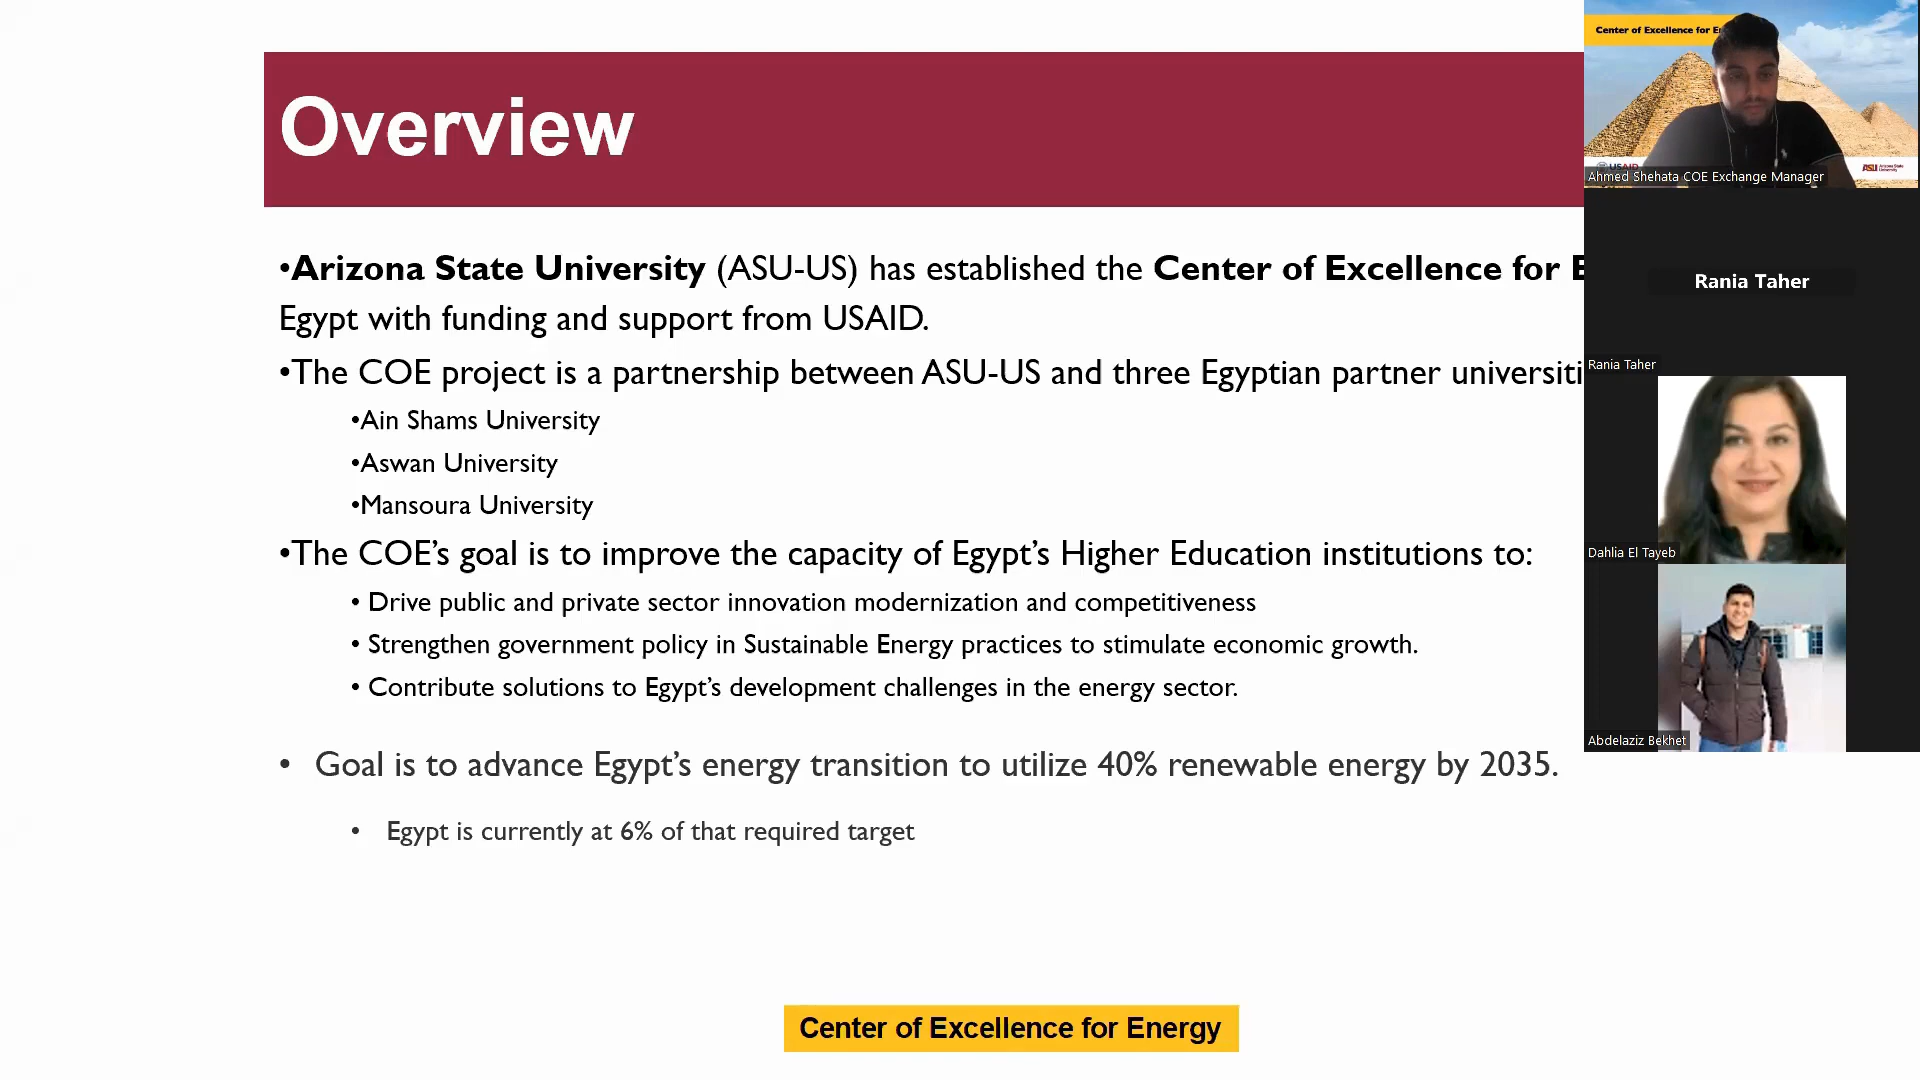 Overview
•Arizona State University (ASU-US) has established the Center of Excellence for E
Egypt with funding and support from USAID.
•The COE project is a partnership between ASU-US and three Egyptian partner universiti
•Ain Shams University
•Aswan University
•Mansoura University
•The COE’s goal is to improve the capacity of Egypt’s Higher Education institutions to:
• Drive public and private sector innovation modernization and competitiveness
• Strengthen government policy in Sustainable Energy practices to stimulate economic growth.
• Contribute solutions to Egypt’s development challenges in the energy sector.
• Goal is to advance Egypt’s energy transition to utilize 40% renewable energy by 2035.
• Egypt is currently at 6% of that required target
Center of Excellence for Energy
Center of Excellence for E
USAID
ASU Arizona State University
Ahmed Shehata COE Exchange Manager
Rania Taher
Rania Taher
Dahlia El Tayeb
Abdelaziz Bekhet